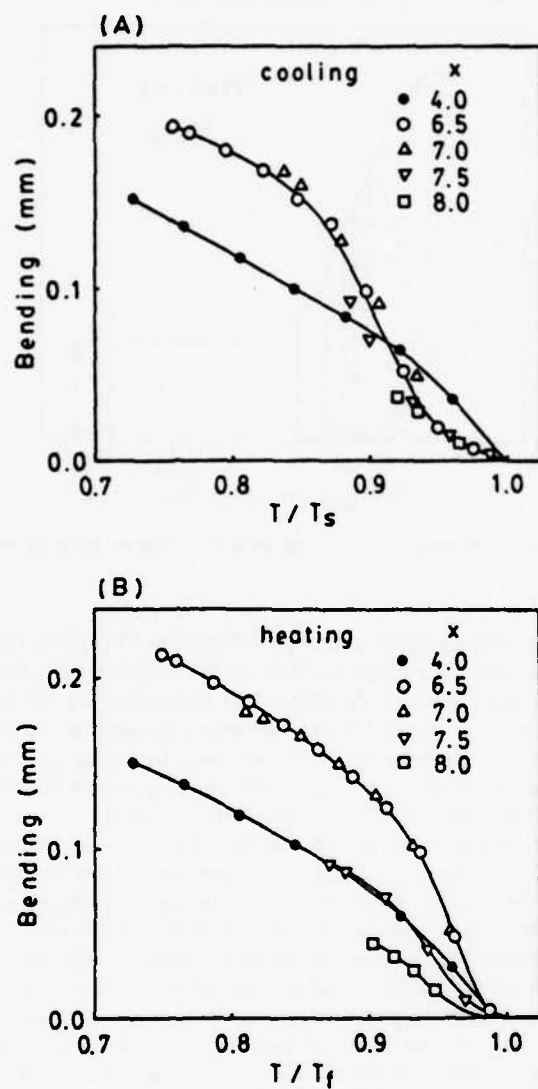 (A)
cooling x
● 4.0
○ 6.5
△ 7.0
▽ 7.5
□ 8.0
0.2
0.1
0.0
Bending (mm)
0.7 0.8 0.9 1.0
T / Ts
(B)
heating x
● 4.0
○ 6.5
△ 7.0
▽ 7.5
□ 8.0
0.2
0.1
0.0
Bending (mm)
0.7 0.8 0.9 1.0
T / Tf